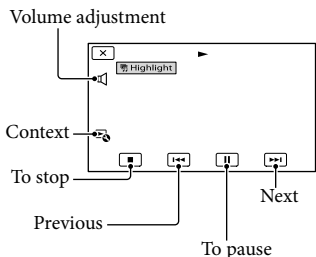 Volume adjustment
Highlight
Context
To stop
Next
Previous
To pause